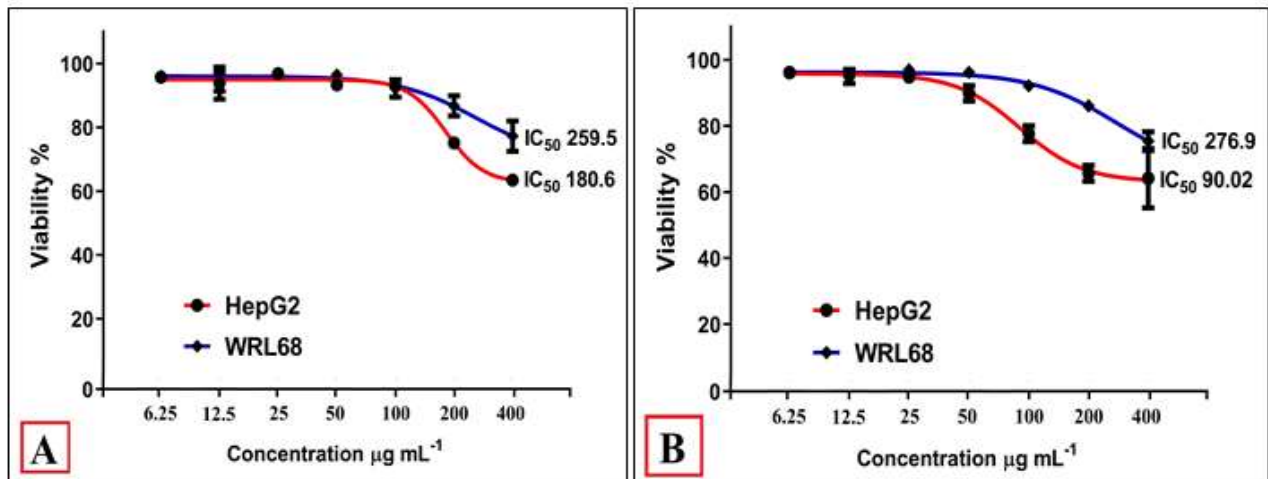 Viability %
100
80
60
40
20
0
IC50 259.5
IC50 180.6
HepG2
WRL68
6.25 12.5 25 50 100 200 400
Concentration µg mL-1
A
Viability %
100
80
60
40
20
0
IC50 276.9
IC50 90.02
HepG2
WRL68
6.25 12.5 25 50 100 200 400
Concentration µg mL-1
B